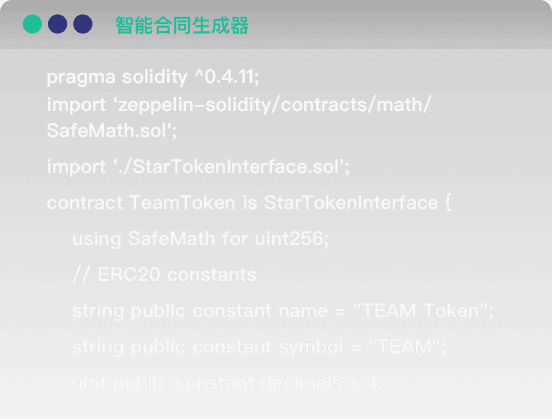 智能合同生成器
pragma solidity ^0.4.11;
import 'zeppelin-solidity/contracts/math/
SafeMath.sol';
import './StarTokenInterface.sol';
contract TeamToken is StarTokenInterface {
using SafeMath for uint256;
// ERC20 constants
string public constant name = "TEAM Token";
string public constant symbol = "TEAM";
uint public constant decimals = 4;